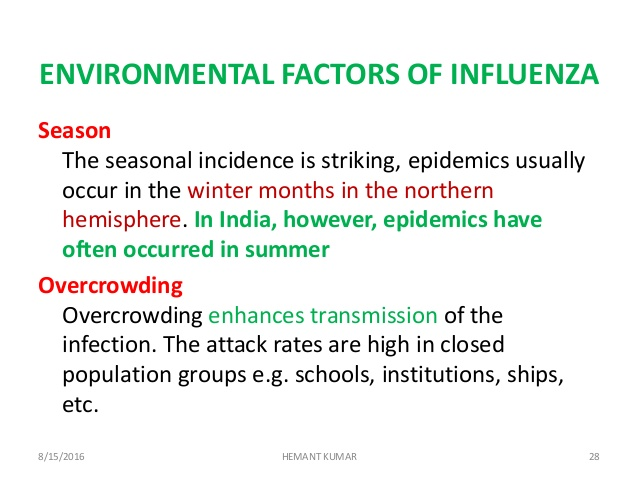 ENVIRONMENTAL FACTORS OF INFLUENZA
Season
The seasonal incidence is striking, epidemics usually
occur in the winter months in the northern
hemisphere. In India, however, epidemics have
often occurred in summer
Overcrowding
Overcrowding enhances transmission of the
infection. The attack rates are high in closed
population groups e.g. schools, institutions, ships,
etc.
8/15/2016 HEMANT KUMAR 28